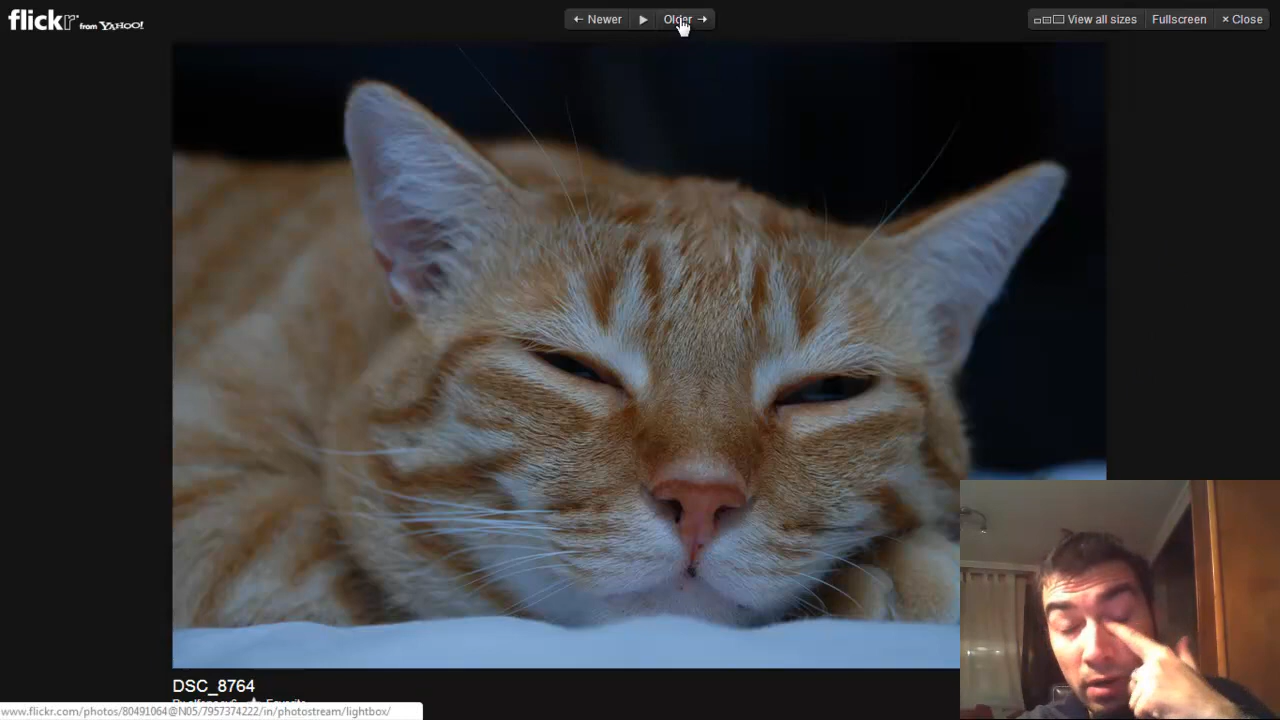 flickr from YAHOO!
← Newer
Older →
View all sizes
Fullscreen
× Close
DSC_8764
Favorite
www.flickr.com/photos/80491064@N05/7957374222/in/photostream/lightbox/